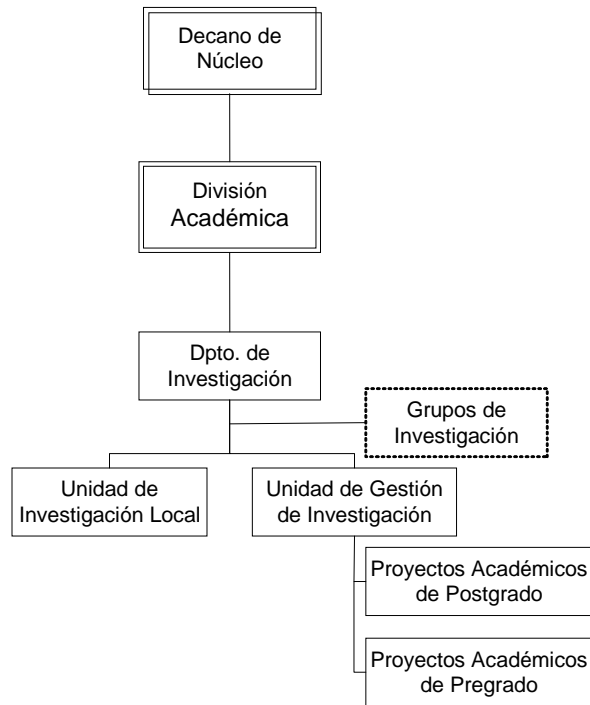 Decano de
Núcleo
División
Académica
Dpto. de
Investigación
Grupos de
Investigación
Unidad de
Investigación Local
Unidad de Gestión
de Investigación
Proyectos Académicos
de Postgrado
Proyectos Académicos
de Pregrado